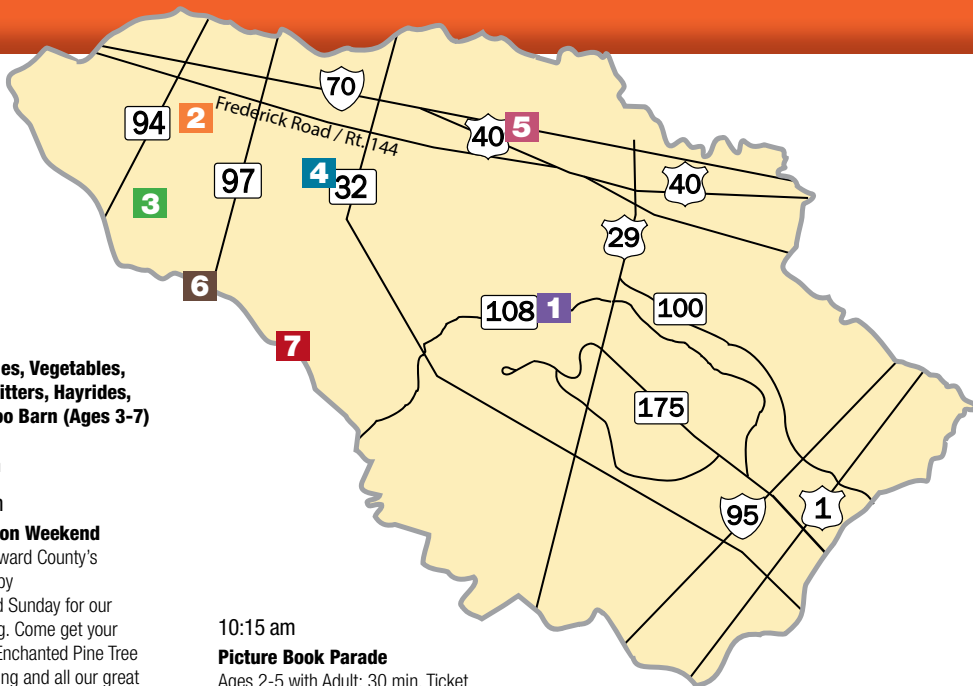 70
94
2
Frederick Road / Rt. 144
40
5
97
4
32
40
3
29
6
108
1
100
7
175
95
1
es, Vegetables,
itters, Hayrides,
oo Barn (Ages 3-7)
on Weekend
ward County's
by
d Sunday for our
g. Come get your
Enchanted Pine Tree
ing and all our great
10:15 am
Picture Book Parade
Ages 2-5 with Adult; 30 min. Ticket